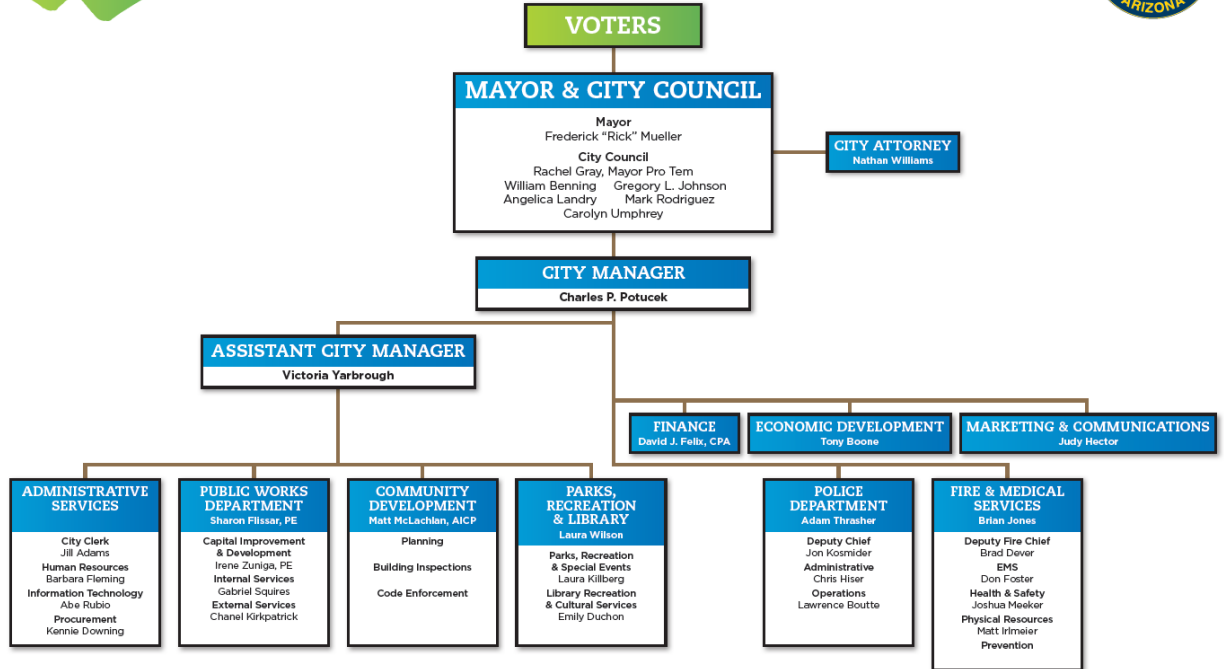 ARIZONA
VOTERS
MAYOR & CITY COUNCIL
Mayor
Frederick “Rick” Mueller
City Council
Rachel Gray, Mayor Pro Tem
William Benning Gregory L. Johnson
Angelica Landry Mark Rodriguez
Carolyn Umphrey
CITY ATTORNEY
Nathan Williams
CITY MANAGER
Charles P. Potucek
ASSISTANT CITY MANAGER
Victoria Yarbrough
FINANCE
David J. Felix, CPA
ECONOMIC DEVELOPMENT
Tony Boone
MARKETING & COMMUNICATIONS
Judy Hector
ADMINISTRATIVE
SERVICES
City Clerk
Jill Adams
Human Resources
Barbara Fleming
Information Technology
Abe Rubio
Procurement
Kennie Downing
PUBLIC WORKS
DEPARTMENT
Sharon Flissar, PE
Capital Improvement
& Development
Irene Zuniga, PE
Internal Services
Gabriel Squires
External Services
Chanel Kirkpatrick
COMMUNITY
DEVELOPMENT
Matt McLachlan, AICP
Planning
Building Inspections
Code Enforcement
PARKS,
RECREATION
& LIBRARY
Laura Wilson
Parks, Recreation
& Special Events
Laura Killberg
Library Recreation
& Cultural Services
Emily Duchon
POLICE
DEPARTMENT
Adam Thrasher
Deputy Chief
Jon Kosmider
Administrative
Chris Hiser
Operations
Lawrence Boutte
FIRE & MEDICAL
SERVICES
Brian Jones
Deputy Fire Chief
Brad Dever
EMS
Don Foster
Health & Safety
Joshua Meeker
Physical Resources
Matt Irlmeier
Prevention